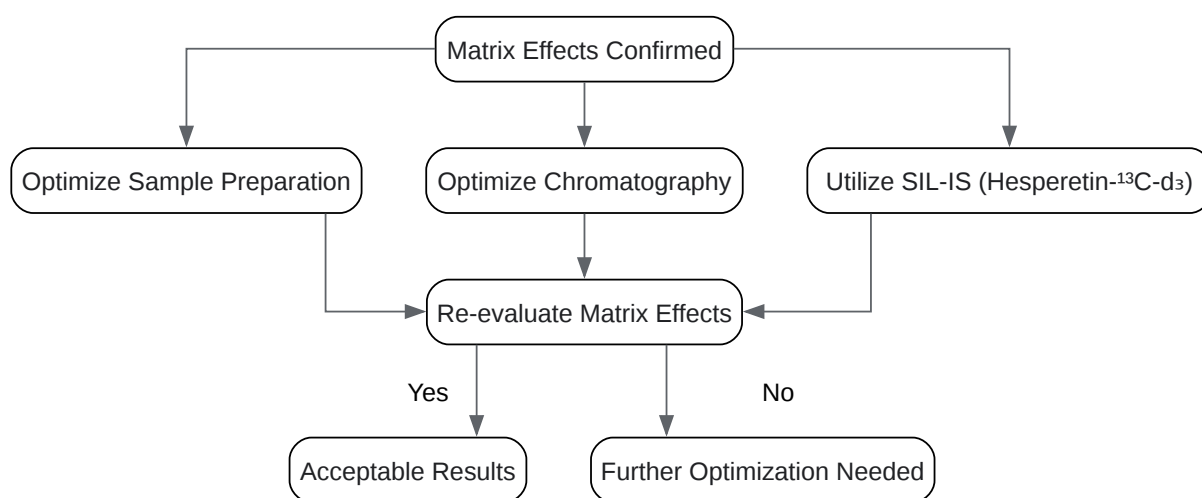 Matrix Effects Confirmed
Optimize Sample Preparation
Optimize Chromatography
Utilize SIL-IS (Hesperetin-¹³C-d₃)
Re-evaluate Matrix Effects
Yes
No
Acceptable Results
Further Optimization Needed